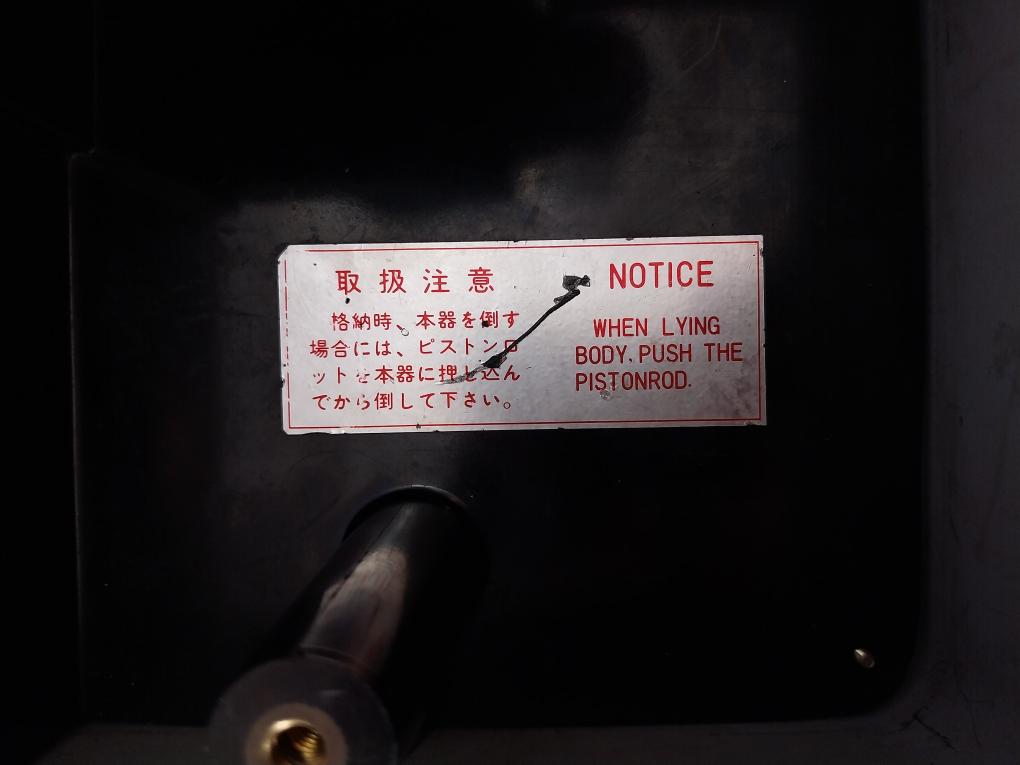 取扱注意
格納時、本器を倒す
場合には、ピストンロ
ットを本器に押し込ん
でから倒して下さい。
NOTICE
WHEN LYING
BODY, PUSH THE
PISTONROD.